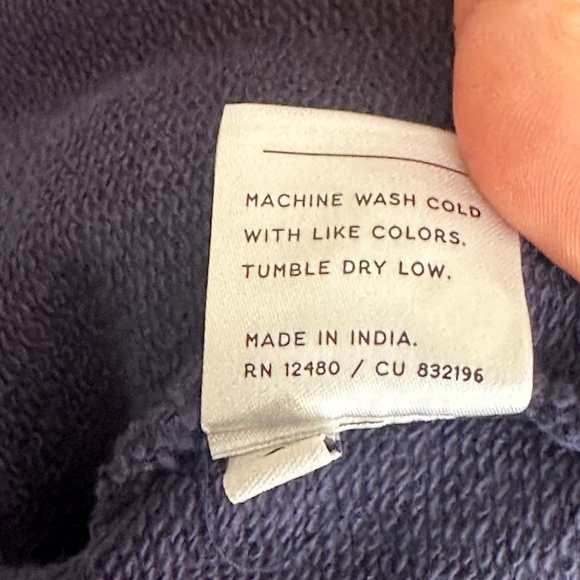 MACHINE WASH COLD
WITH LIKE COLORS.
TUMBLE DRY LOW.
MADE IN INDIA.
RN 12480 / CU 832196